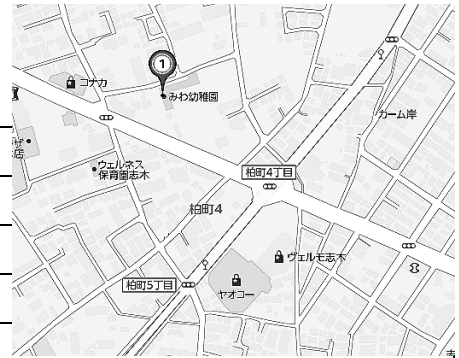 1
コナカ
みわ幼稚園
カーム岸
ウェルネス
保育園志木
柏町4丁目
柏町4
ヴェルモ志木
柏町5丁目
ヤオコー